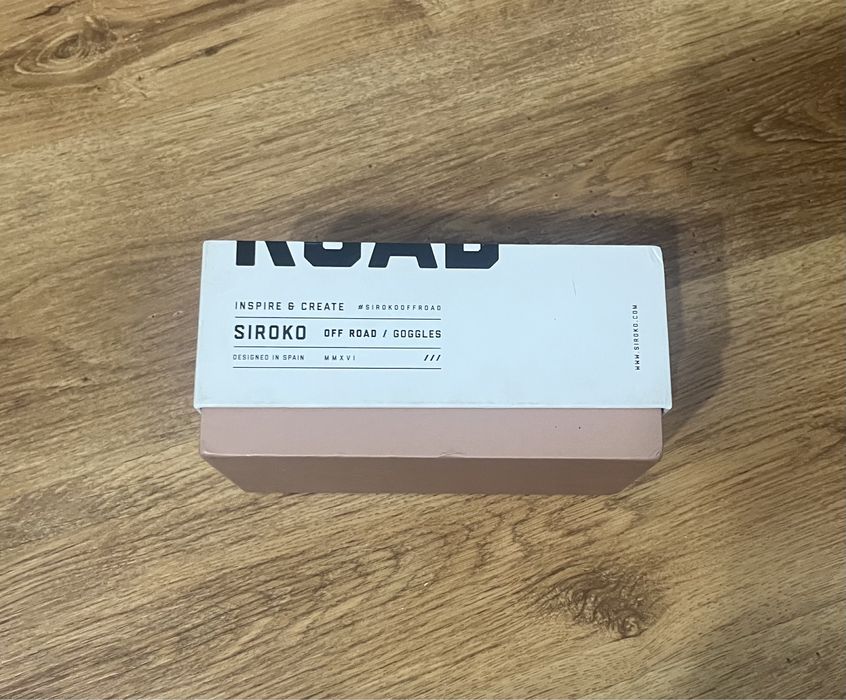 ROAD
INSPIRE & CREATE #SIROKOOFFROAD
SIROKO OFF ROAD / GOGGLES
DESIGNED IN SPAIN MMXVI ///
WWW.SIROKO.COM